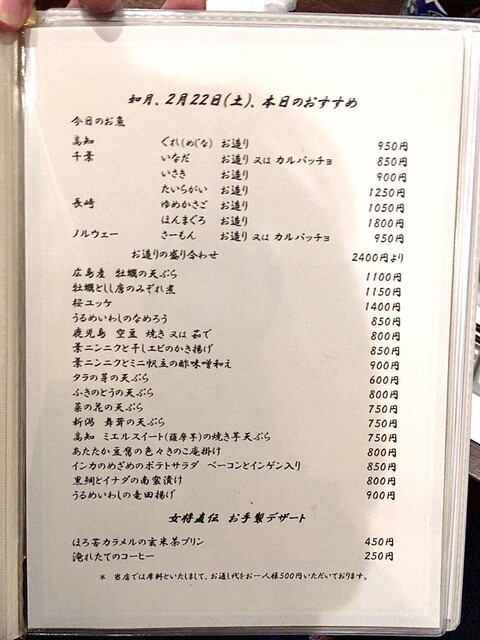 如月、2月22日(土)、本日のおすすめ
今日のお魚
高知 ぐれ(めじな) お造り 950円
千葉 いなだ お造り 又は カルパッチョ 850円
いさき お造り 900円
たいらがい お造り 1250円
長崎 ゆめかさご お造り 1050円
ほんまぐろ お造り 1800円
ノルウェー さーもん お造り 又は カルパッチョ 950円
お造りの盛り合わせ 2400円より
広島産 牡蠣の天ぷら 1100円
牡蠣としし唐のみぞれ煮 1150円
桜ユッケ 1400円
うるめいわしのなめろう 850円
鹿児島 空豆 焼き 又は 茹で 800円
葉ニンニクと干しエビのかき揚げ 850円
葉ニンニクとミニ帆立の酢味噌和え 900円
タラの芽の天ぷら 600円
ふきのとうの天ぷら 800円
菜の花の天ぷら 750円
新潟 舞茸の天ぷら 750円
高知 ミエルスイート(薩摩芋)の焼き芋天ぷら 750円
あたたか豆腐の色々きのこ庵掛け 800円
インカのめざめのポテトサラダ ベーコンとインゲン入り 850円
黒鯛とイナダの南蛮漬け 800円
うるめいわしの竜田揚げ 900円
女将直伝 お手製デザート
ほろ苦カラメルの玄米茶プリン 450円
淹れたてのコーヒー 250円
* 当店では席料といたしまして、お通し代をお一人様500円いただいております。